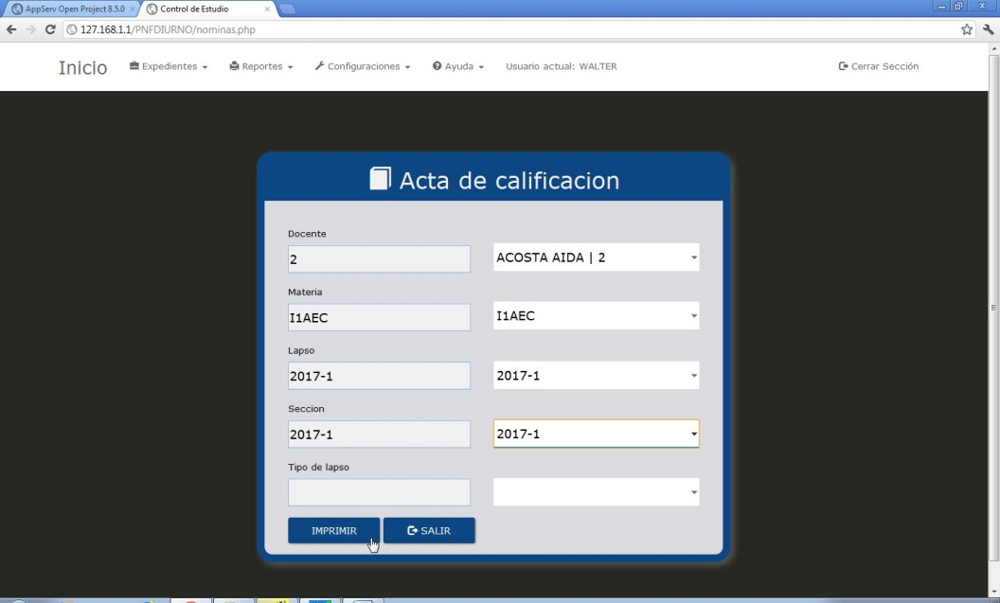 AppServ Open Project 8.5.0
Control de Estudio
127.168.1.1/PNFDIURNO/nominas.php
Inicio Expedientes Reportes Configuraciones Ayuda Usuario actual: WALTER Cerrar Sección
Acta de calificacion
Docente
2 ACOSTA AIDA | 2
Materia
I1AEC I1AEC
Lapso
2017-1 2017-1
Seccion
2017-1 2017-1
Tipo de lapso
IMPRIMIR SALIR